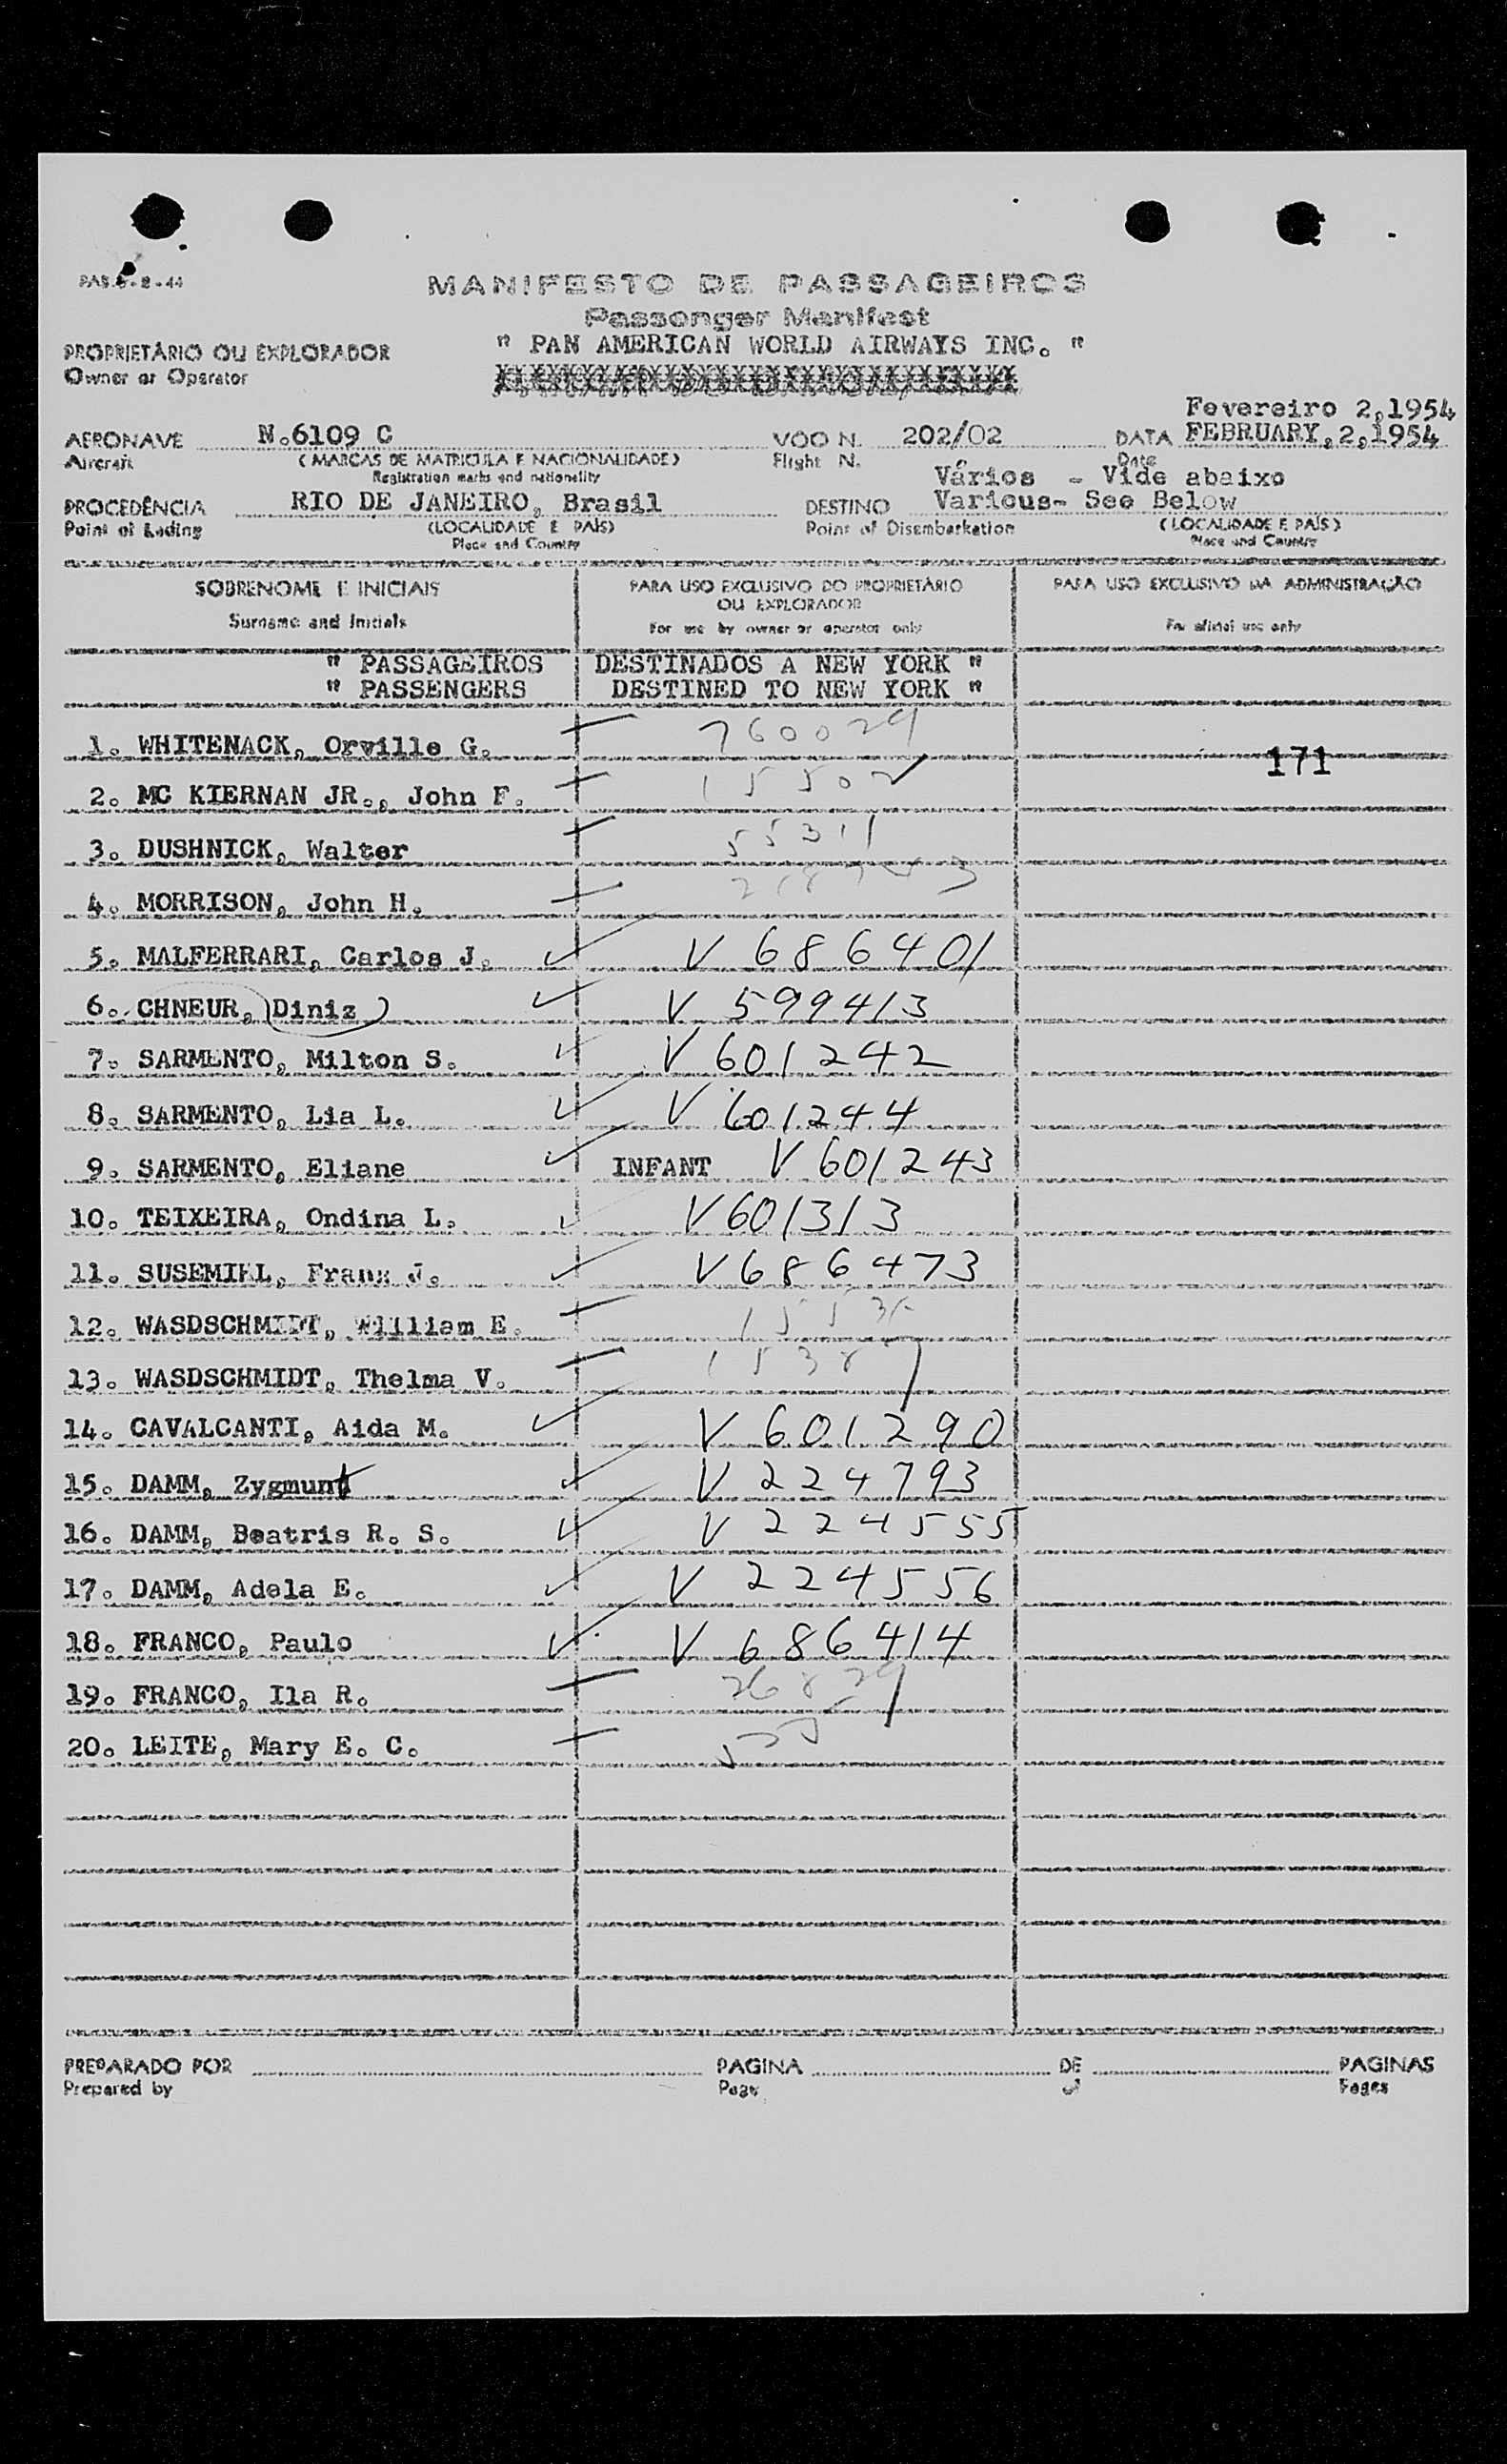 PAS.6-2-44
MANIFESTO DE PASSAGEIROS
Passenger Manifest
PROPRIETÁRIO OU EXPLORADOR " PAN AMERICAN WORLD AIRWAYS INC. "
Owner or Operator
Fevereiro 2,1954
AERONAVE N.6109 C VÔO N. 202/02 DATA FEBRUARY,2,1954
Aircraft (MARCAS DE MATRICULA E NACIONALIDADE) Flight N. Date
Registration marks and nationality Vários - Vide abaixo
PROCEDÊNCIA RIO DE JANEIRO, Brasil DESTINO Various- See Below
Point of Lading (LOCALIDADE E PAÍS) Point of Disembarkation (LOCALIDADE E PAÍS)
Place and Country Place and Country
SOBRENOME E INICIAIS PARA USO EXCLUSIVO DO PROPRIETÁRIO PARA USO EXCLUSIVO DA ADMINISTRAÇÃO
OU EXPLORADOR
Surname and Initials For use by owner or operator only For official use only
" PASSAGEIROS DESTINADOS A NEW YORK "
" PASSENGERS DESTINED TO NEW YORK "
1. WHITENACK, Orville G. 760029
171
2. MC KIERNAN JR., John F. 15502
3. DUSHNICK, Walter 55311
4. MORRISON, John H.
5. MALFERRARI, Carlos J. V 686401
6. CHNEUR, Diniz V 599413
7. SARMENTO, Milton S. V 601242
8. SARMENTO, Lia L. V 601244
9. SARMENTO, Eliane INFANT V 601243
10. TEIXEIRA, Ondina L. V 601313
11. SUSEMIHL, Franz J. V 686473
12. WASDSCHMIDT, William E.
13. WASDSCHMIDT, Thelma V. 15387
14. CAVALCANTI, Aida M. V 601290
15. DAMM, Zygmunt V 224793
16. DAMM, Beatris R. S. V 224555
17. DAMM, Adela E. V 224556
18. FRANCO, Paulo V 686414
19. FRANCO, Ila R. 26829
20. LEITE, Mary E. C.
PREPARADO POR PAGINA DE PAGINAS
Prepared by Page Pages